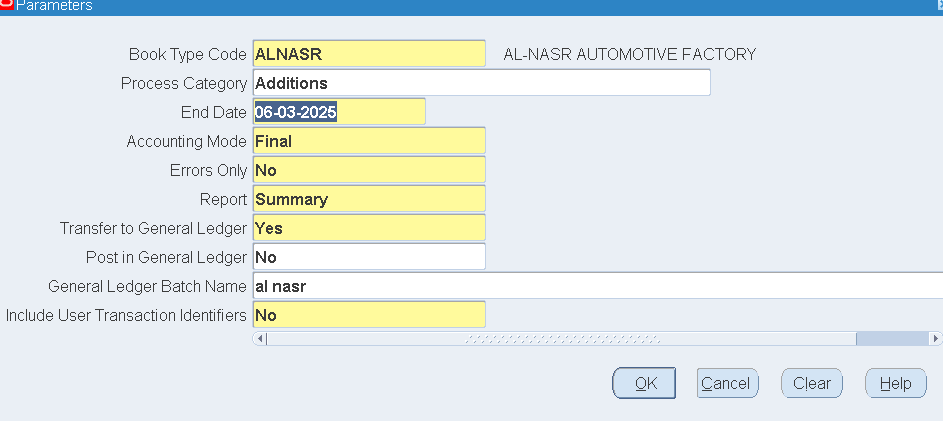 Parameters
Book Type Code ALNASR AL-NASR AUTOMOTIVE FACTORY
Process Category Additions
End Date 06-03-2025
Accounting Mode Final
Errors Only No
Report Summary
Transfer to General Ledger Yes
Post in General Ledger No
General Ledger Batch Name al nasr
Include User Transaction Identifiers No
OK Cancel Clear Help